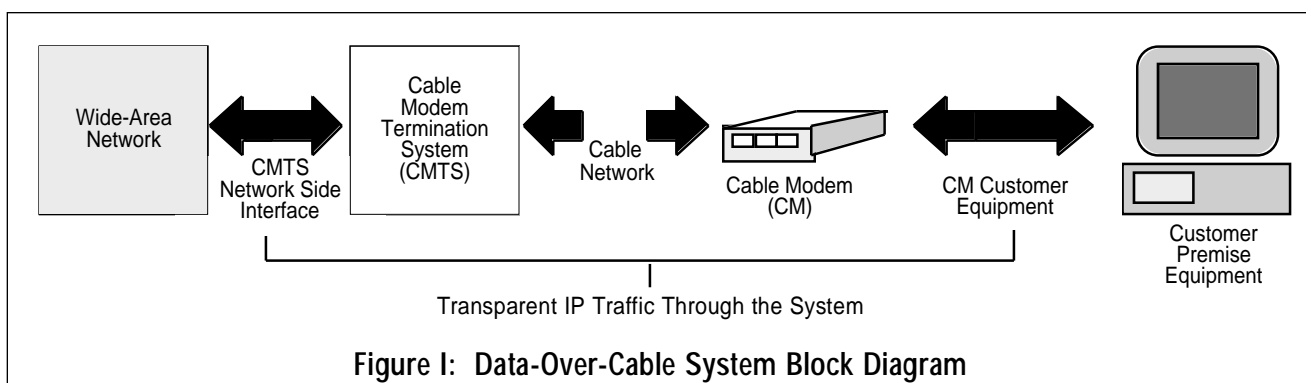 Wide-Area
Network
CMTS
Network Side
Interface
Cable
Modem
Termination
System
(CMTS)
Cable
Network
Cable Modem
(CM)
CM Customer
Equipment
Customer
Premise
Equipment
Transparent IP Traffic Through the System
Figure I: Data-Over-Cable System Block Diagram